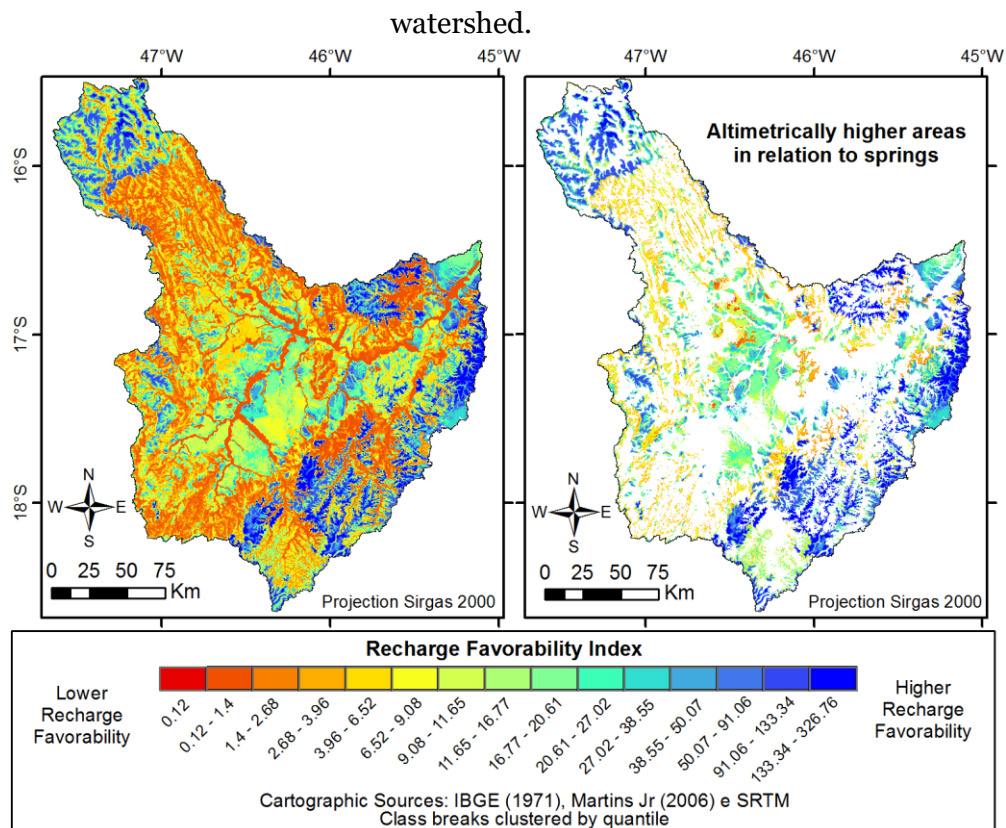 watershed.
47°W 46°W 45°W
47°W 46°W 45°W
16°S
17°S
18°S
Altimetrically higher areas
in relation to springs
16°S
17°S
18°S
N
W E
S
0 25 50 75
Km
Projection Sirgas 2000
N
W E
S
0 25 50 75
Km
Projection Sirgas 2000
Recharge Favorability Index
Lower
Recharge
Favorability
0.12
0.12 - 1.4
1.4 - 2.68
2.68 - 3.96
3.96 - 6.52
6.52 - 9.08
9.08 - 11.65
11.65 - 16.77
16.77 - 20.61
20.61 - 27.02
27.02 - 38.55
38.55 - 50.07
50.07 - 91.06
91.06 - 133.34
133.34 - 326.76
Higher
Recharge
Favorability
Cartographic Sources: IBGE (1971), Martins Jr (2006) e SRTM
Class breaks clustered by quantile